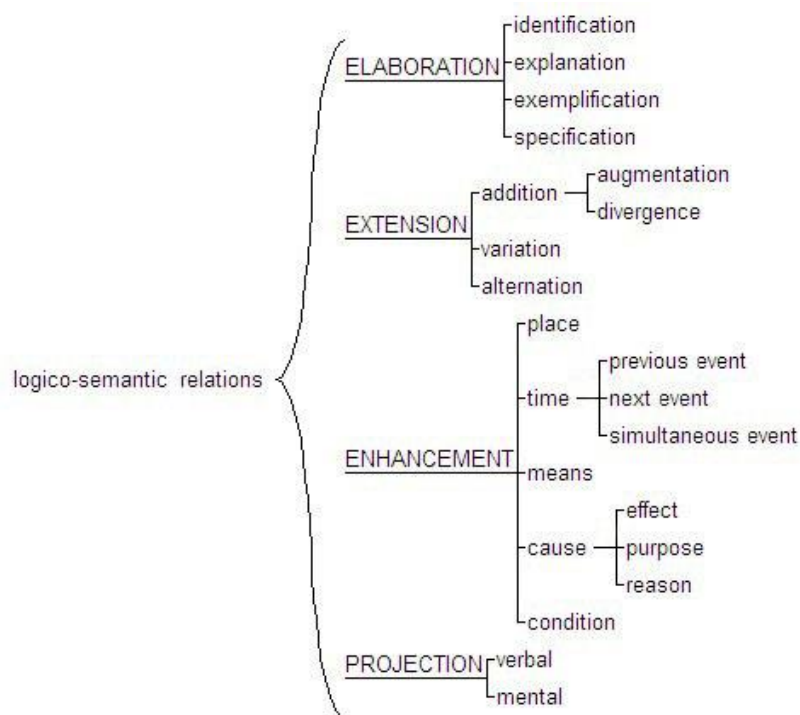 identification
ELABORATION
explanation
exemplification
specification
augmentation
addition
divergence
EXTENSION
variation
alternation
place
previous event
logico-semantic relations
time
next event
simultaneous event
ENHANCEMENT
means
effect
cause
purpose
reason
condition
PROJECTION
verbal
mental